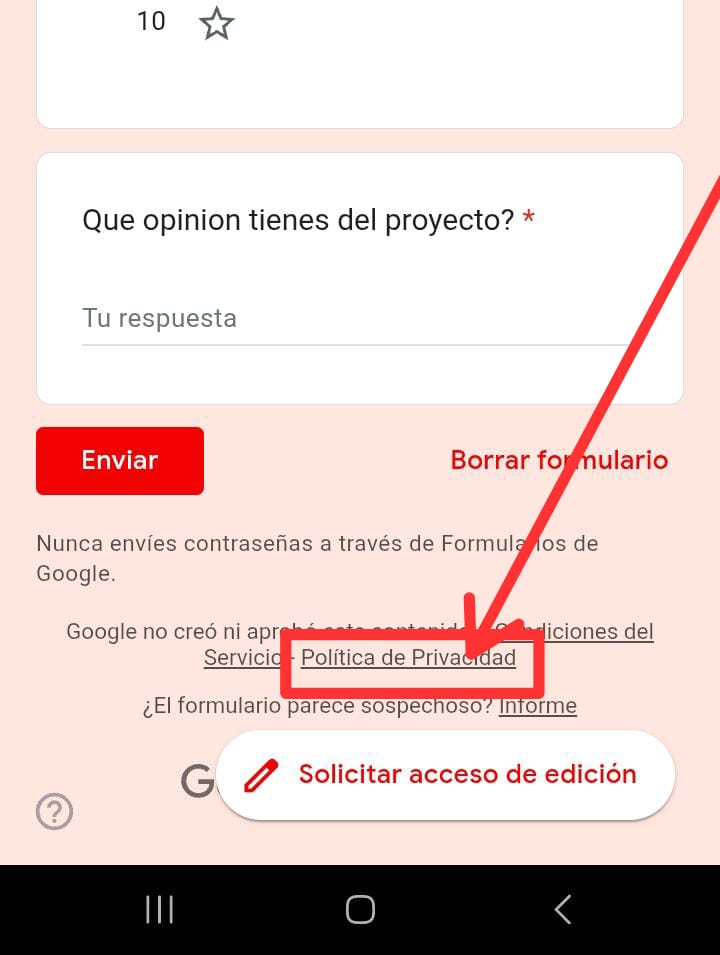 10
Que opinion tienes del proyecto? *
Tu respuesta
Enviar
Borrar formulario
Nunca envíes contraseñas a través de Formularios de
Google.
Google no creó ni aprobó este contenido. - Condiciones del
Servicio - Política de Privacidad
¿El formulario parece sospechoso? Informe
G
Solicitar acceso de edición
?